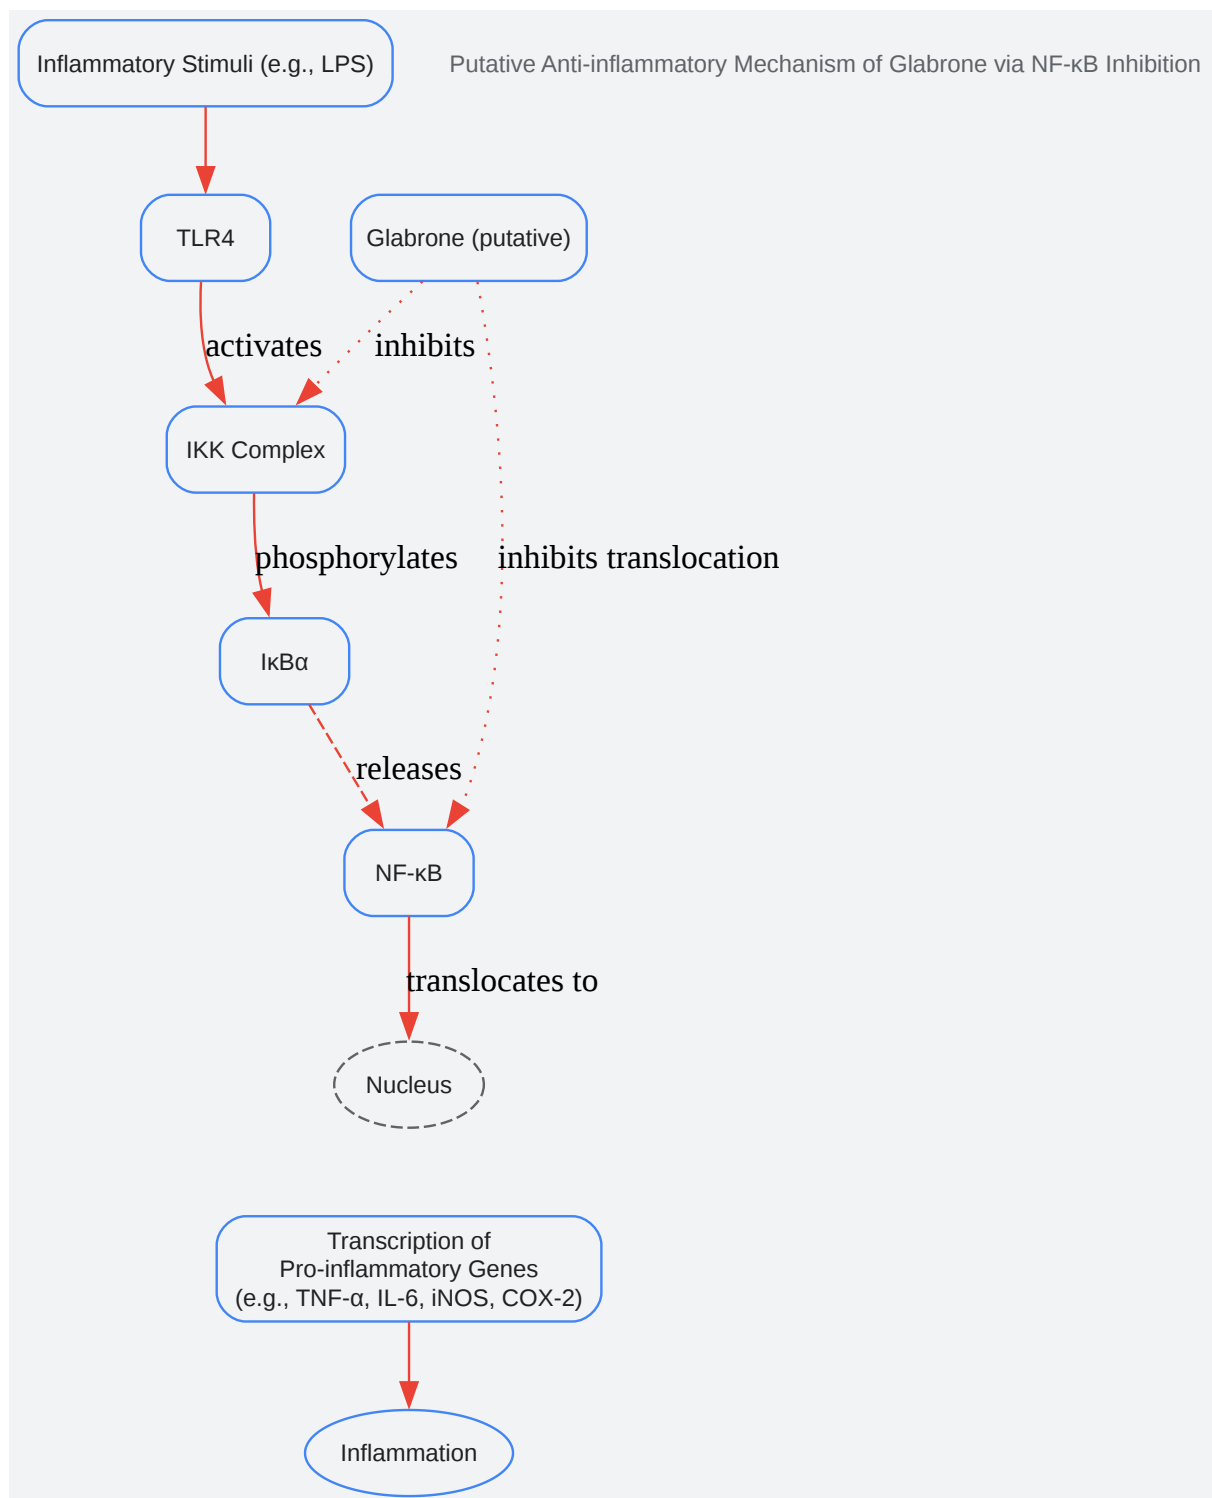 Inflammatory Stimuli (e.g., LPS)
Putative Anti-inflammatory Mechanism of Glabrone via NF-κB Inhibition
TLR4
Glabrone (putative)
activates
inhibits
IKK Complex
phosphorylates
inhibits translocation
IκBα
releases
NF-κB
translocates to
Nucleus
Transcription of
Pro-inflammatory Genes
(e.g., TNF-α, IL-6, iNOS, COX-2)
Inflammation